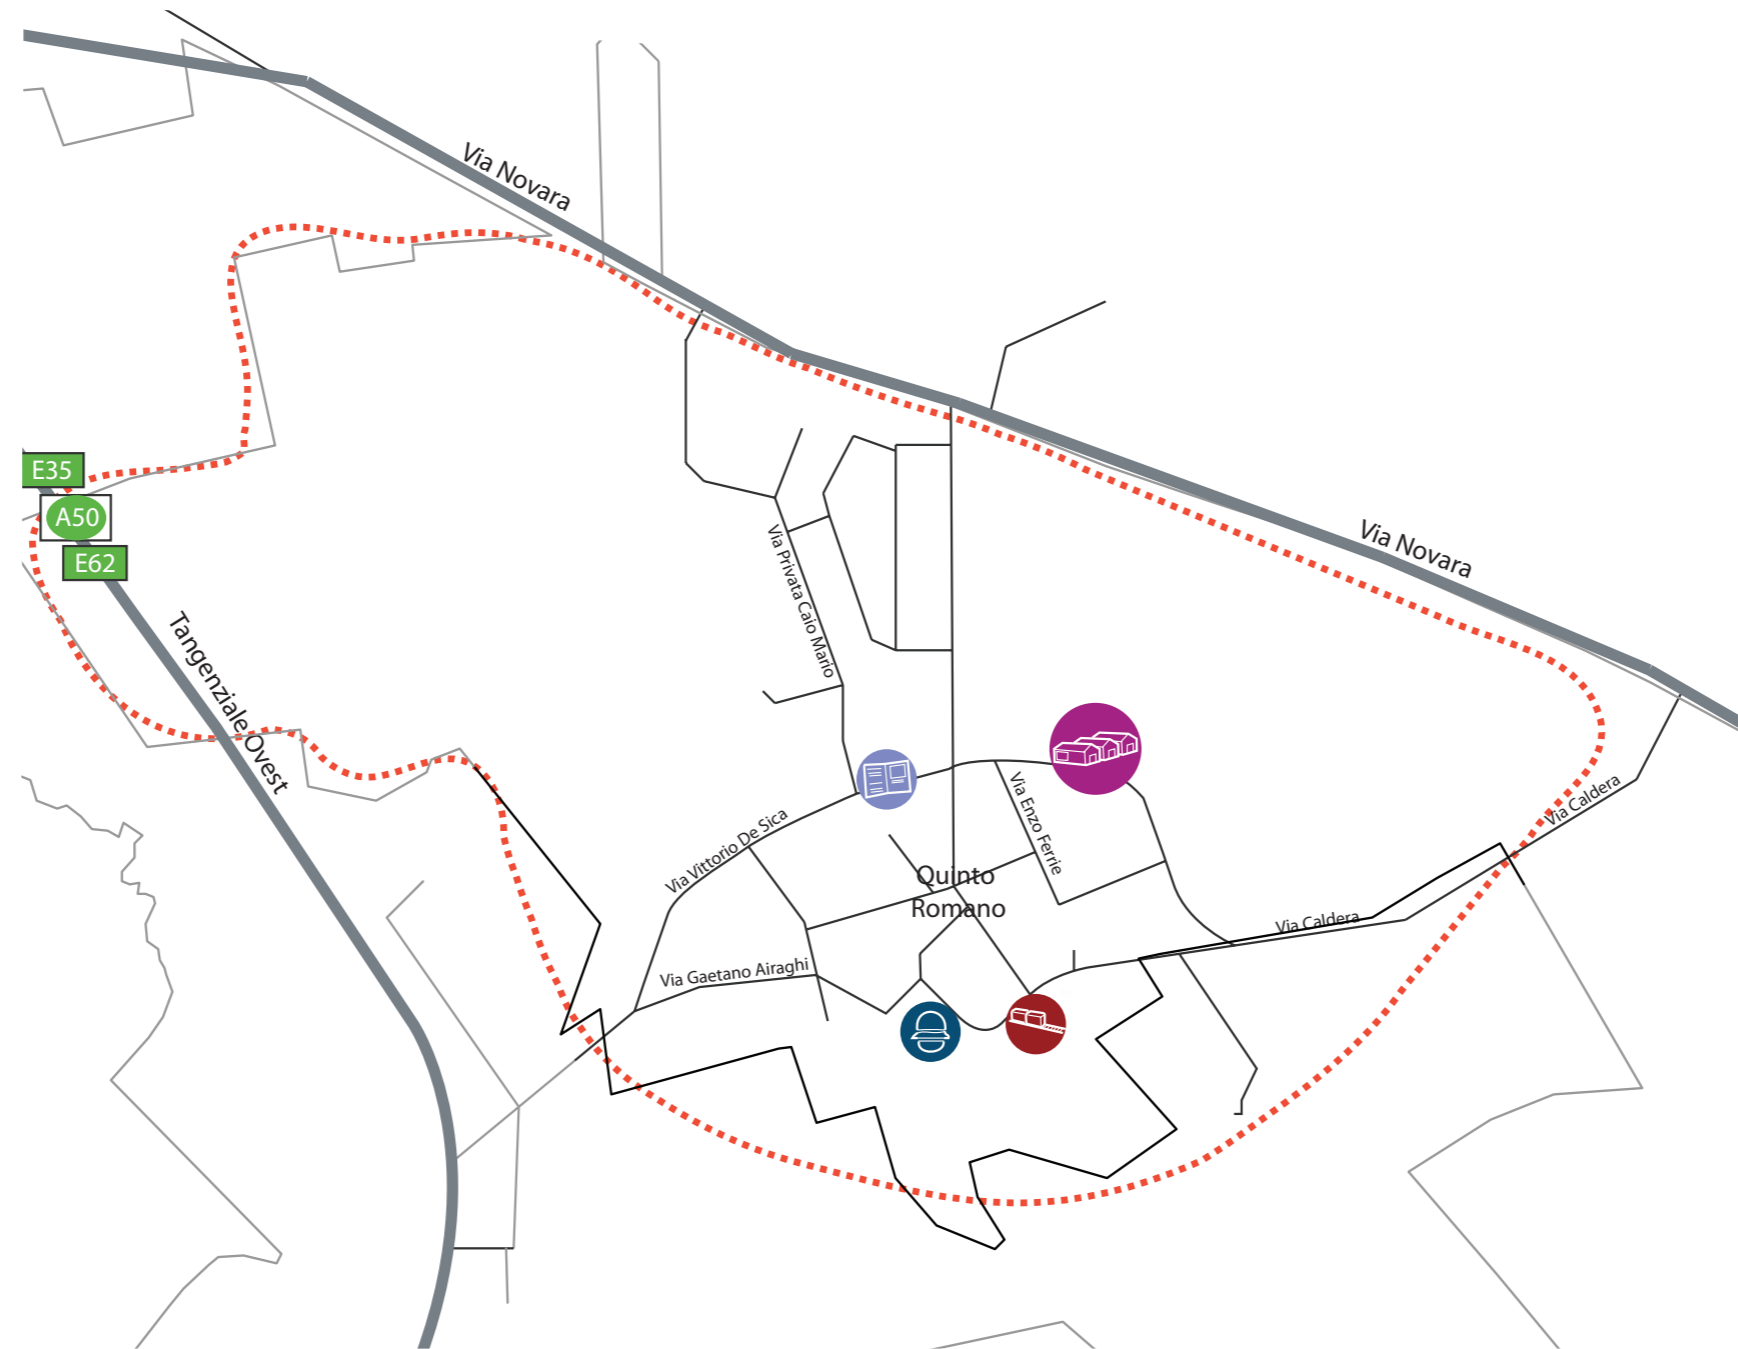 Via Novara
E35
A50
E62
Via Novara
Via Privata Caio Mario
Tangenziale Ovest
Via Enzo Ferrie
Via Caldera
Via Vittorio De Sica
Quinto
Romano
Via Caldera
Via Gaetano Airaghi